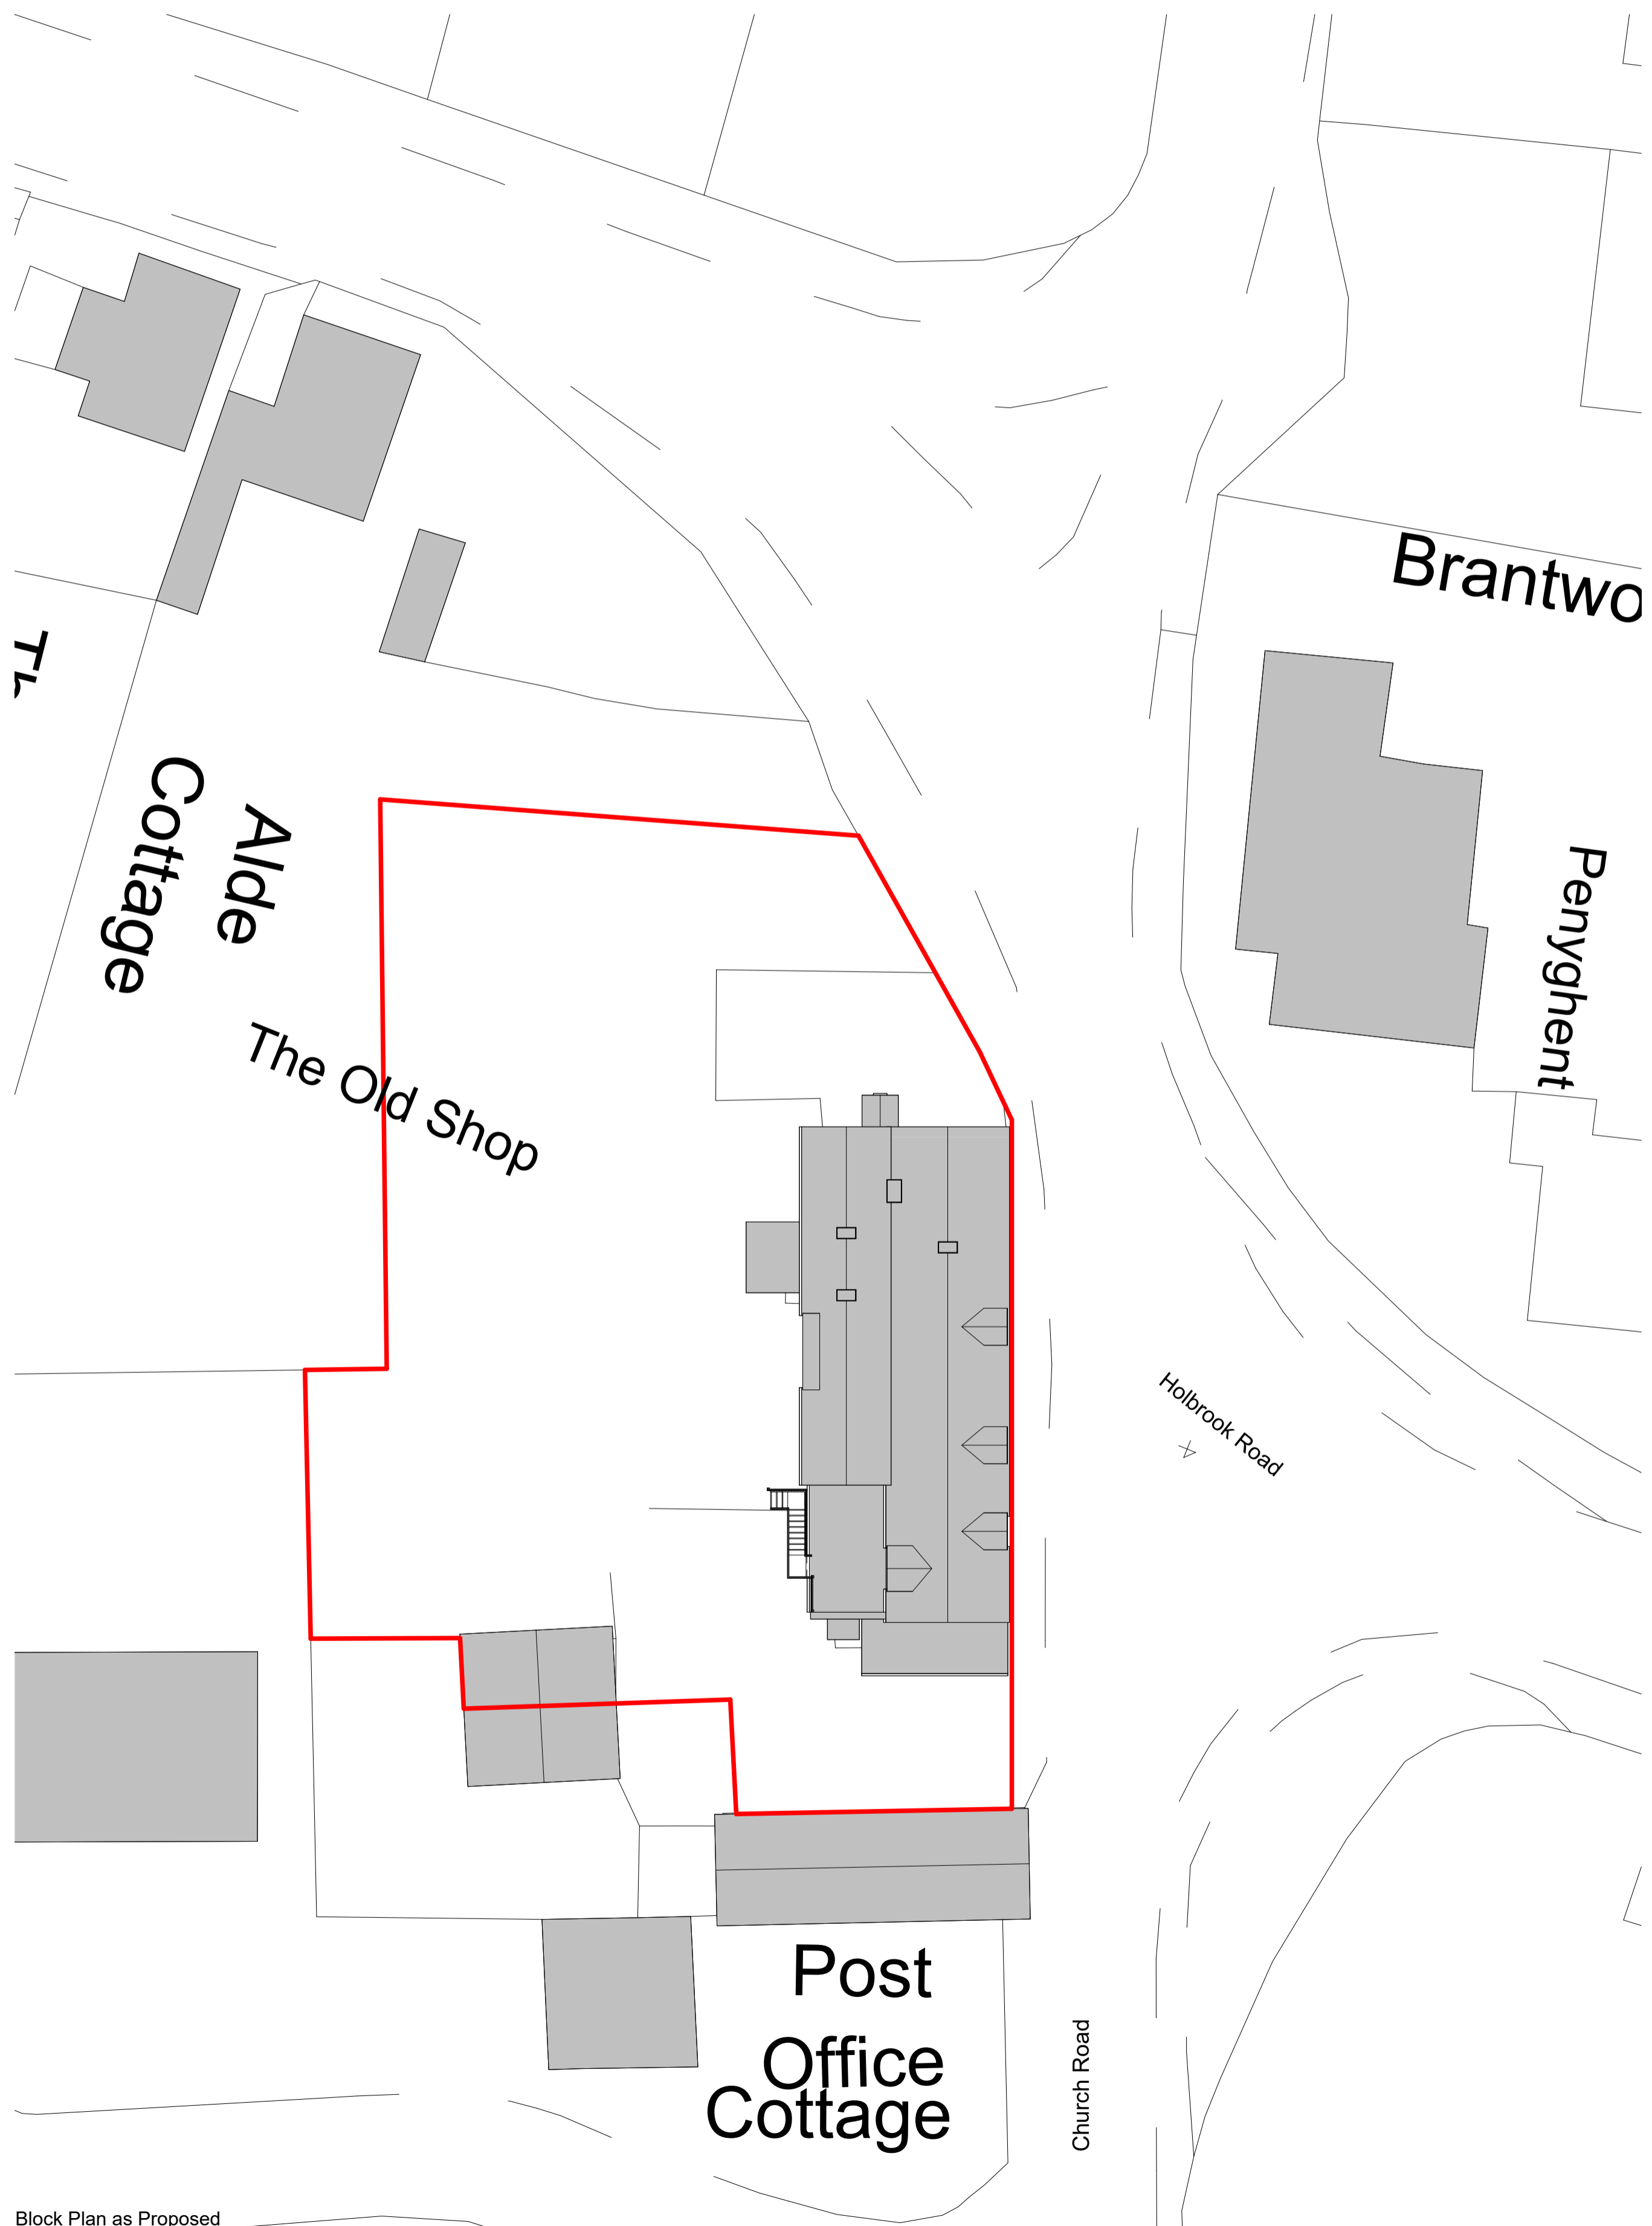 Brantwo
Alde
Cottage
Penyghent
The Old Shop
Holbrook Road
Post
Office
Cottage
Church Road
Block Plan as Proposed